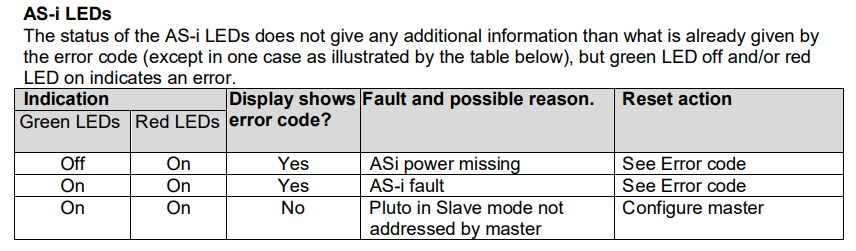 AS-i LEDs
The status of the AS-i LEDs does not give any additional information than what is already given by
the error code (except in one case as illustrated by the table below), but green LED off and/or red
LED on indicates an error.
Indication Display shows error code? Fault and possible reason. Reset action
Green LEDs Red LEDs
Off On Yes ASi power missing See Error code
On On Yes AS-i fault See Error code
On On No Pluto in Slave mode not Configure master
addressed by master